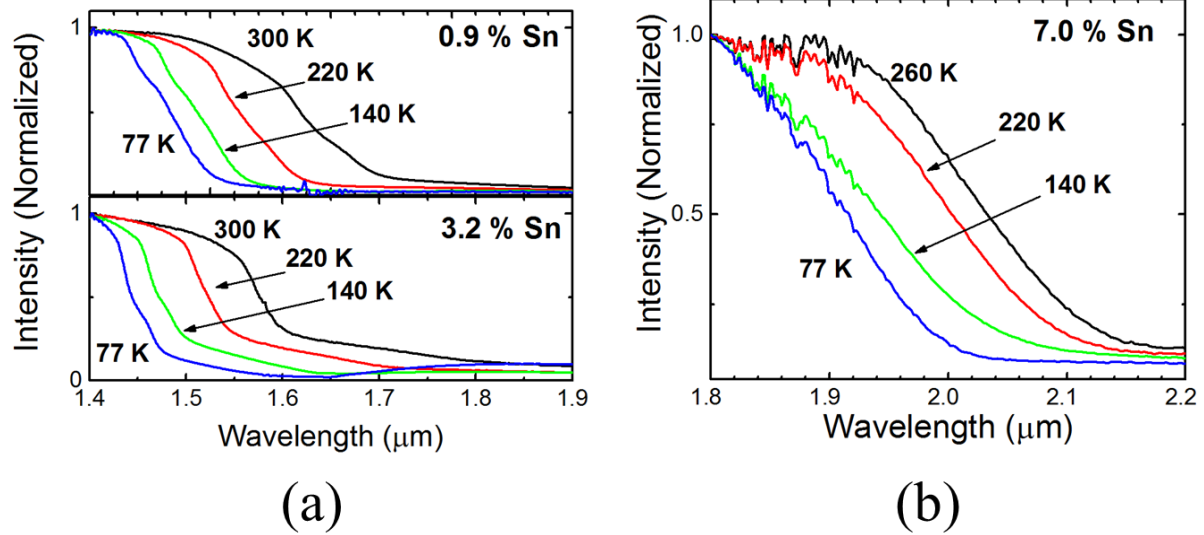 1
300 K
0.9 % Sn
220 K
140 K
77 K
Intensity (Normalized)
1
300 K
3.2 % Sn
220 K
140 K
77 K
0
1.4 1.5 1.6 1.7 1.8 1.9
Wavelength (μm)
(a)
1.0
7.0 % Sn
260 K
220 K
140 K
0.5
77 K
Intensity (Normalized)
1.8 1.9 2.0 2.1 2.2
Wavelength (μm)
(b)